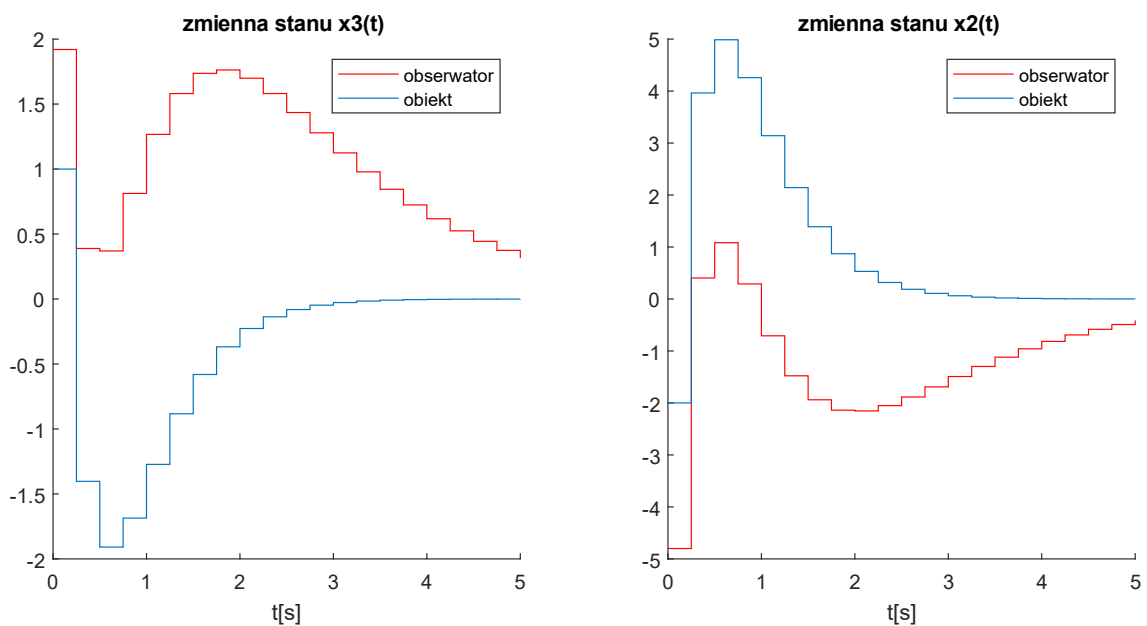 zmienna stanu x3(t)
2
1.5
1
0.5
0
-0.5
-1
-1.5
-2
0 1 2 3 4 5
t[s]
obserwator
obiekt
zmienna stanu x2(t)
5
4
3
2
1
0
-1
-2
-3
-4
-5
0 1 2 3 4 5
t[s]
obserwator
obiekt